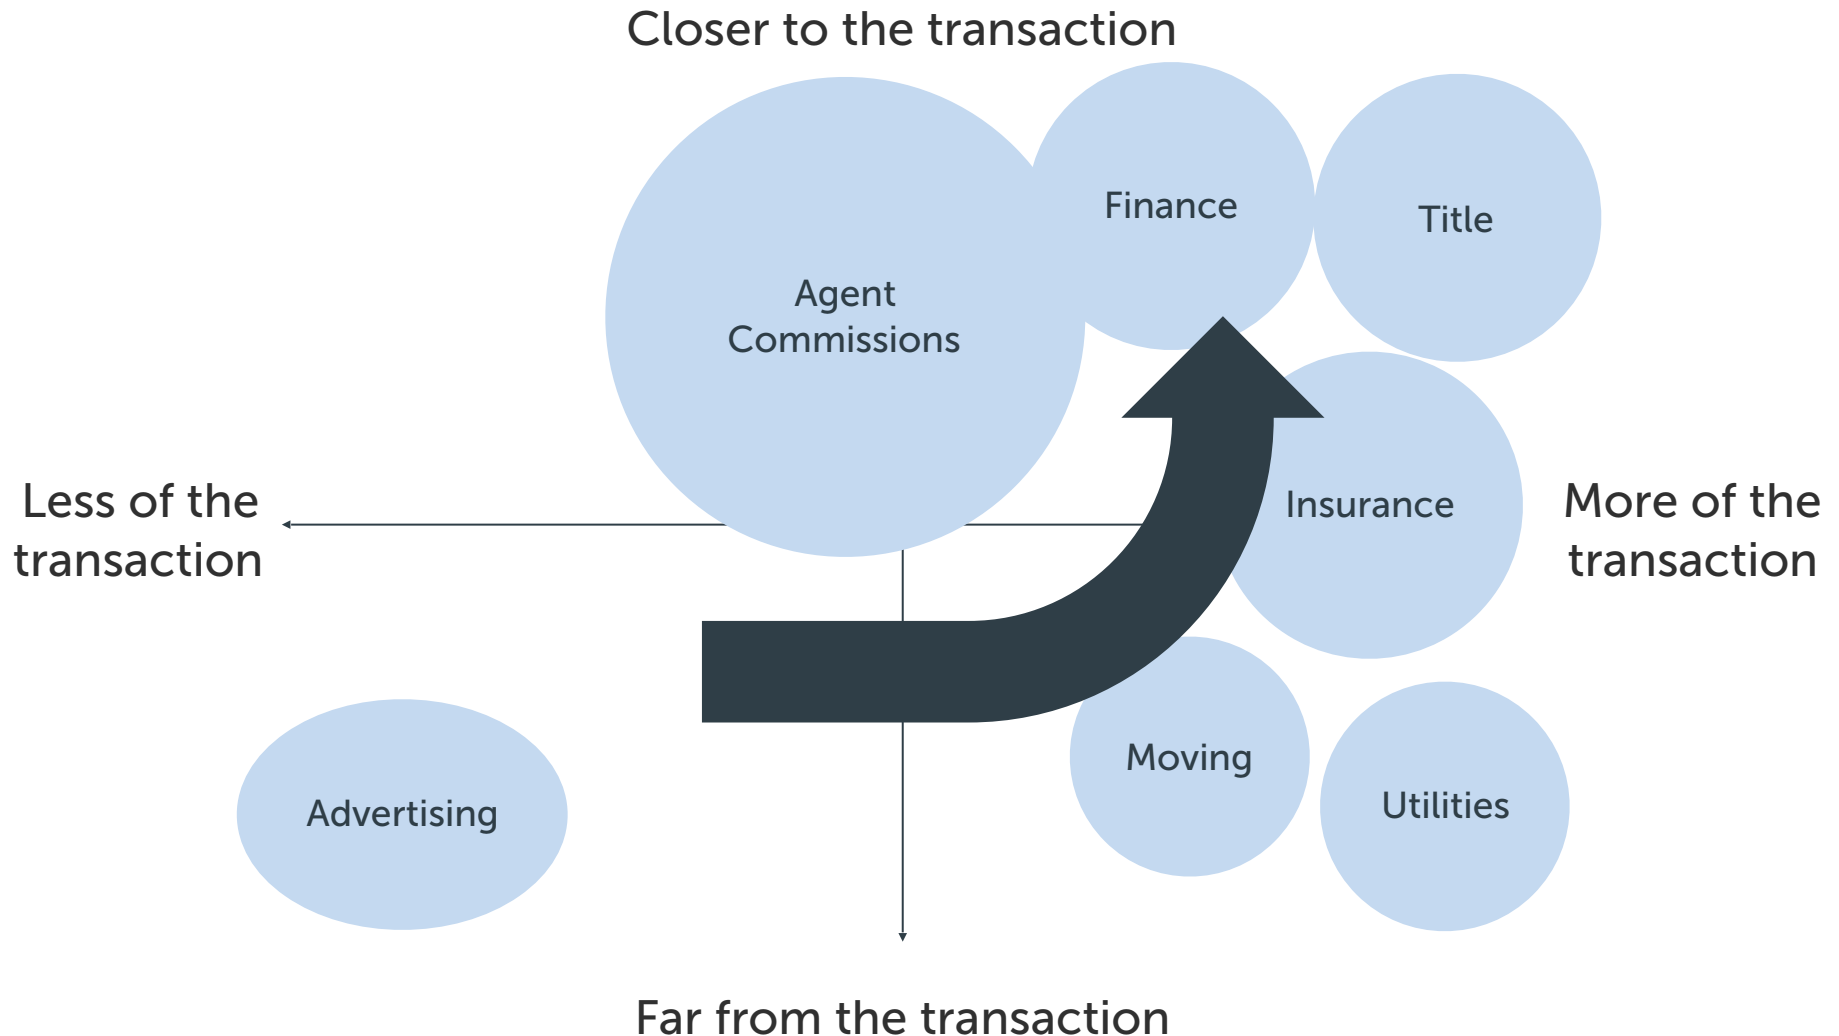 Closer to the transaction
Finance
Title
Agent
Commissions
Less of the
transaction
Insurance
More of the
transaction
Moving
Utilities
Advertising
Far from the transaction